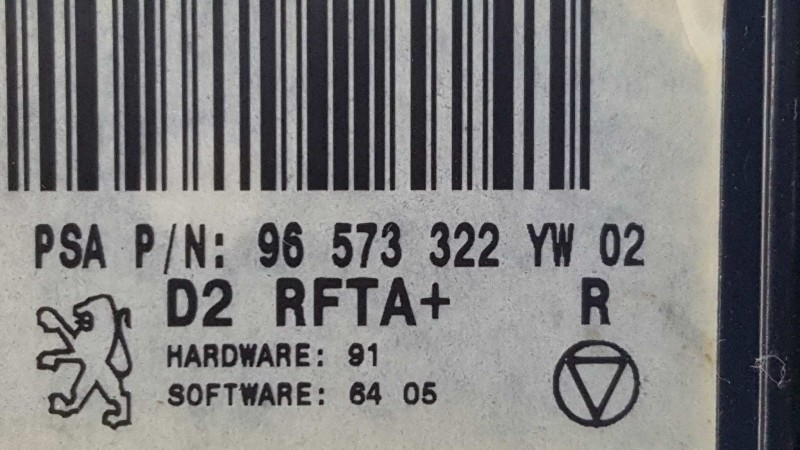 PSA P/N: 96 573 322 YW 02
D2 RFTA+ R
HARDWARE: 91
SOFTWARE: 64 05